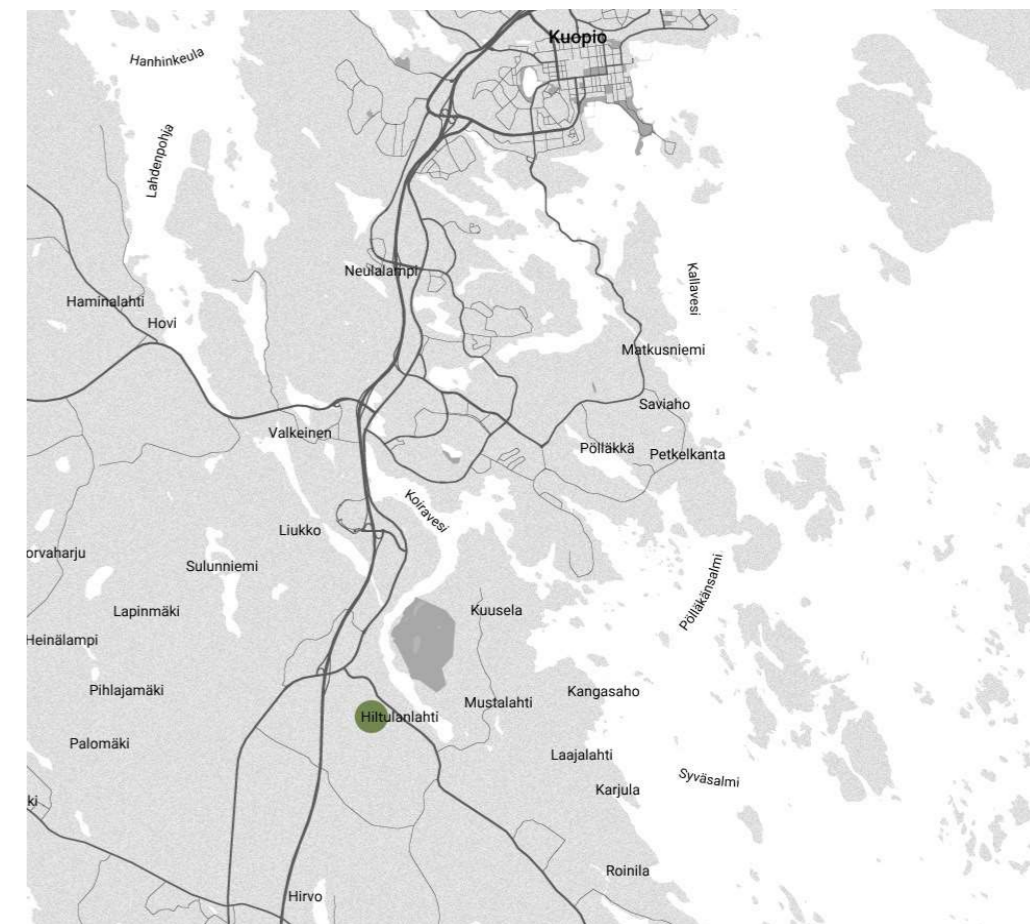 Kuopio
Hanhinkeula
Lahdenpohja
Neulalampi
Kallavesi
Haminalahti
Hovi
Matkusniemi
Saviaho
Valkeinen
Pölläkkä
Petkelkanta
Koiravesi
Liukko
orvaharju
Sulunniemi
Pölläkänsalmi
Lapinmäki
Kuusela
Heinälampi
Pihlajamäki
Kangasaho
Mustalahti
Hiltulanlahti
Palomäki
Laajalahti
Syväsalmi
Karjula
ki
Roinila
Hirvo